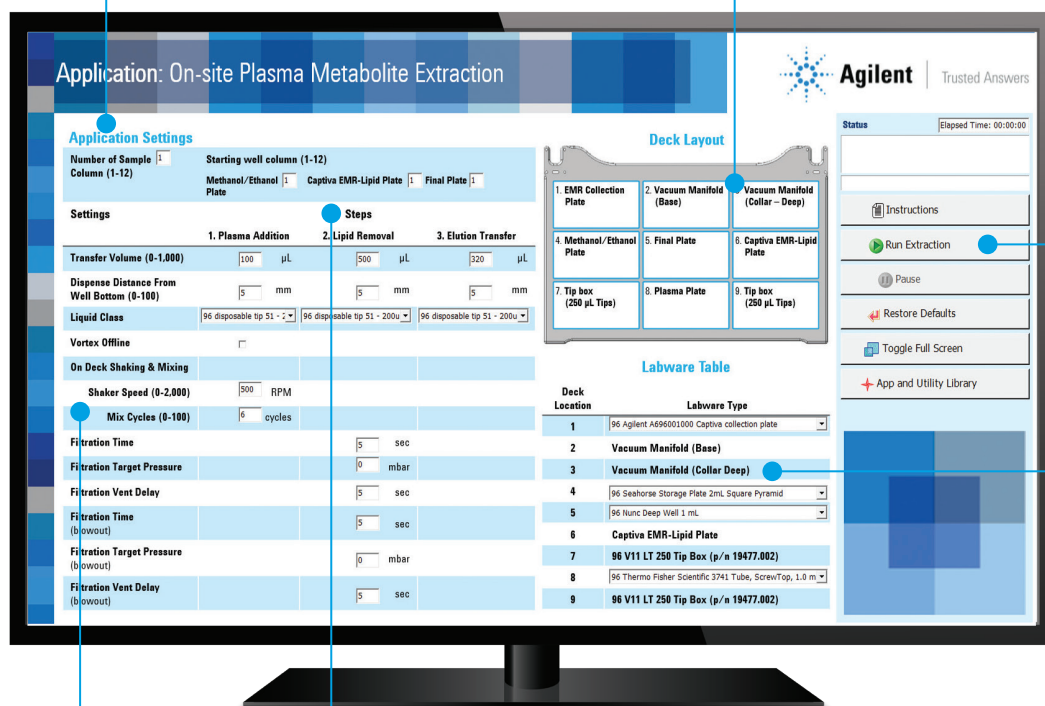 Application: On-site Plasma Metabolite Extraction
Agilent
Trusted Answers
Application Settings
Number of Sample 1
Column (1-12)
Starting well column (1-12)
Methanol/Ethanol 1 Captiva EMR-Lipid Plate 1 Final Plate 1
Plate
Settings
Steps
1. Plasma Addition 2. Lipid Removal 3. Elution Transfer
Transfer Volume (0-1,000) 100 µL 500 µL 320 µL
Dispense Distance From
Well Bottom (0-100) 5 mm 5 mm 5 mm
Liquid Class 96 disposable tip 51 - 2 96 disposable tip 51 - 200u 96 disposable tip 51 - 200u
Vortex Offline
On Deck Shaking & Mixing
Shaker Speed (0-2,000) 500 RPM
Mix Cycles (0-100) 6 cycles
Filtration Time 5 sec
Filtration Target Pressure 0 mbar
Filtration Vent Delay 5 sec
Filtration Time 5 sec
(blowout)
Filtration Target Pressure 0 mbar
(blowout)
Filtration Vent Delay 5 sec
(blowout)
Deck Layout
1. EMR Collection
Plate
2. Vacuum Manifold
(Base)
Vacuum Manifold
(Collar – Deep)
4. Methanol/Ethanol
Plate
5. Final Plate
6. Captiva EMR-Lipid
Plate
7. Tip box
(250 µL Tips)
8. Plasma Plate
9. Tip box
(250 µL Tips)
Labware Table
Deck
Location Labware Type
1 96 Agilent A696001000 Captiva collection plate
2 Vacuum Manifold (Base)
3 Vacuum Manifold (Collar Deep)
4 96 Seahorse Storage Plate 2mL Square Pyramid
5 96 Nunc Deep Well 1 mL
6 Captiva EMR-Lipid Plate
7 96 V11 LT 250 Tip Box (p/n 19477.002)
8 96 Thermo Fisher Scientific 3741 Tube, ScrewTop, 1.0 m
9 96 V11 LT 250 Tip Box (p/n 19477.002)
Status Elapsed Time: 00:00:00
Instructions
Run Extraction
Pause
Restore Defaults
Toggle Full Screen
App and Utility Library